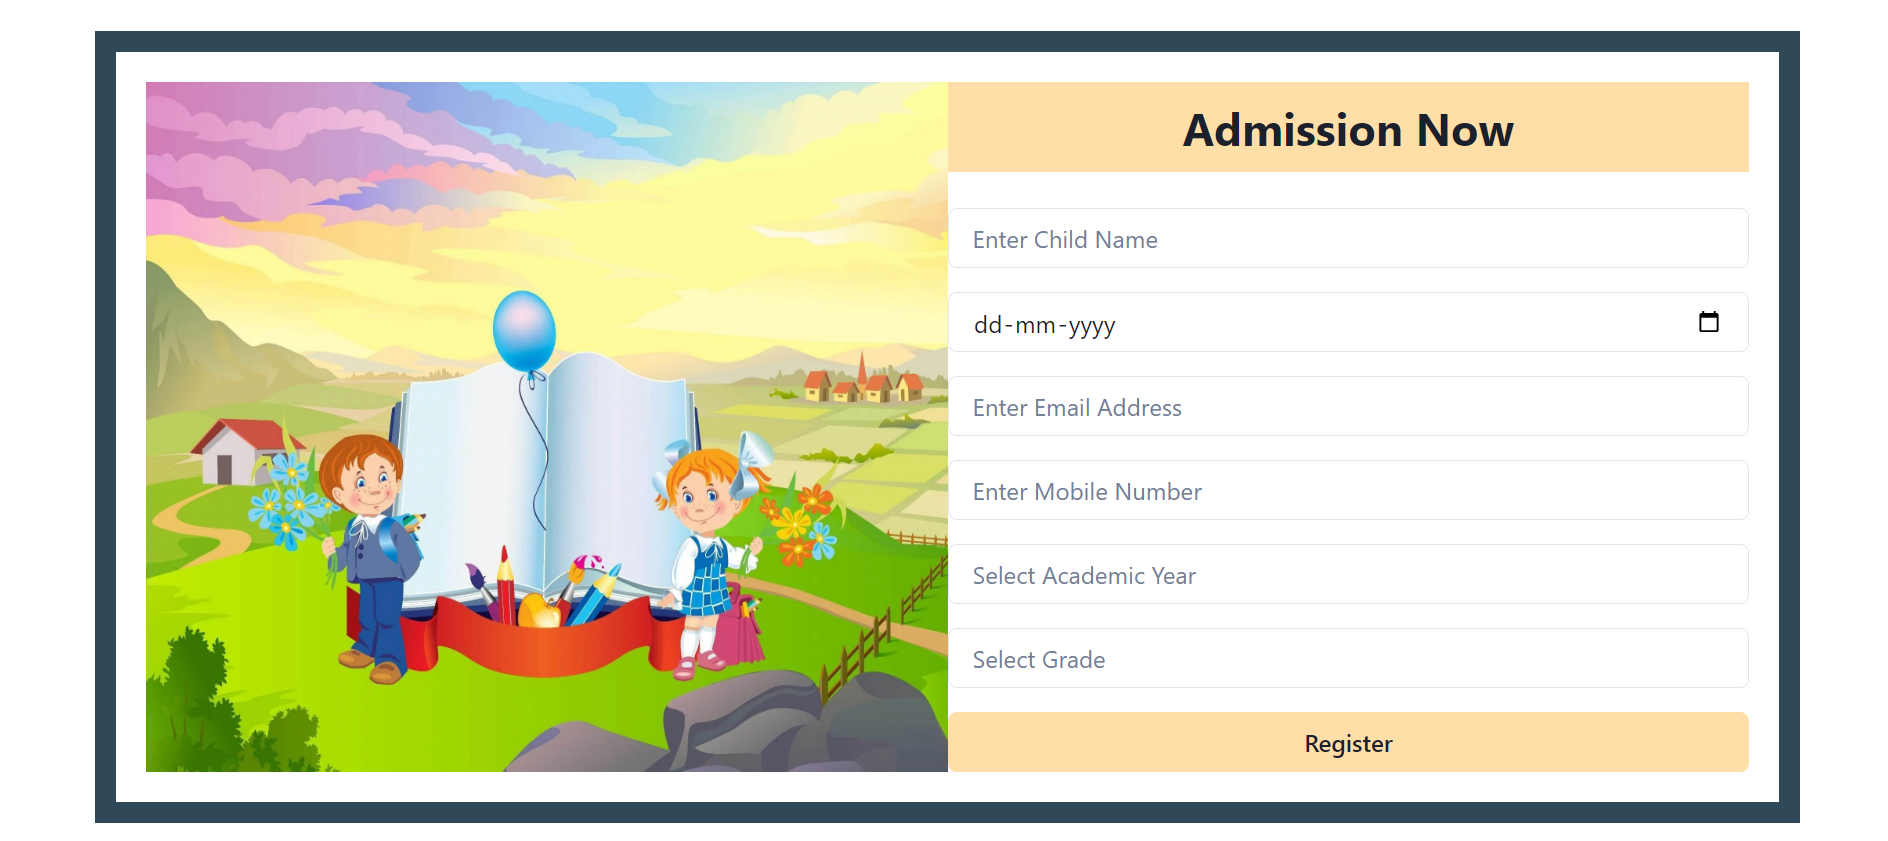 Admission Now
Enter Child Name
dd-mm-yyyy
Enter Email Address
Enter Mobile Number
Select Academic Year
Select Grade
Register